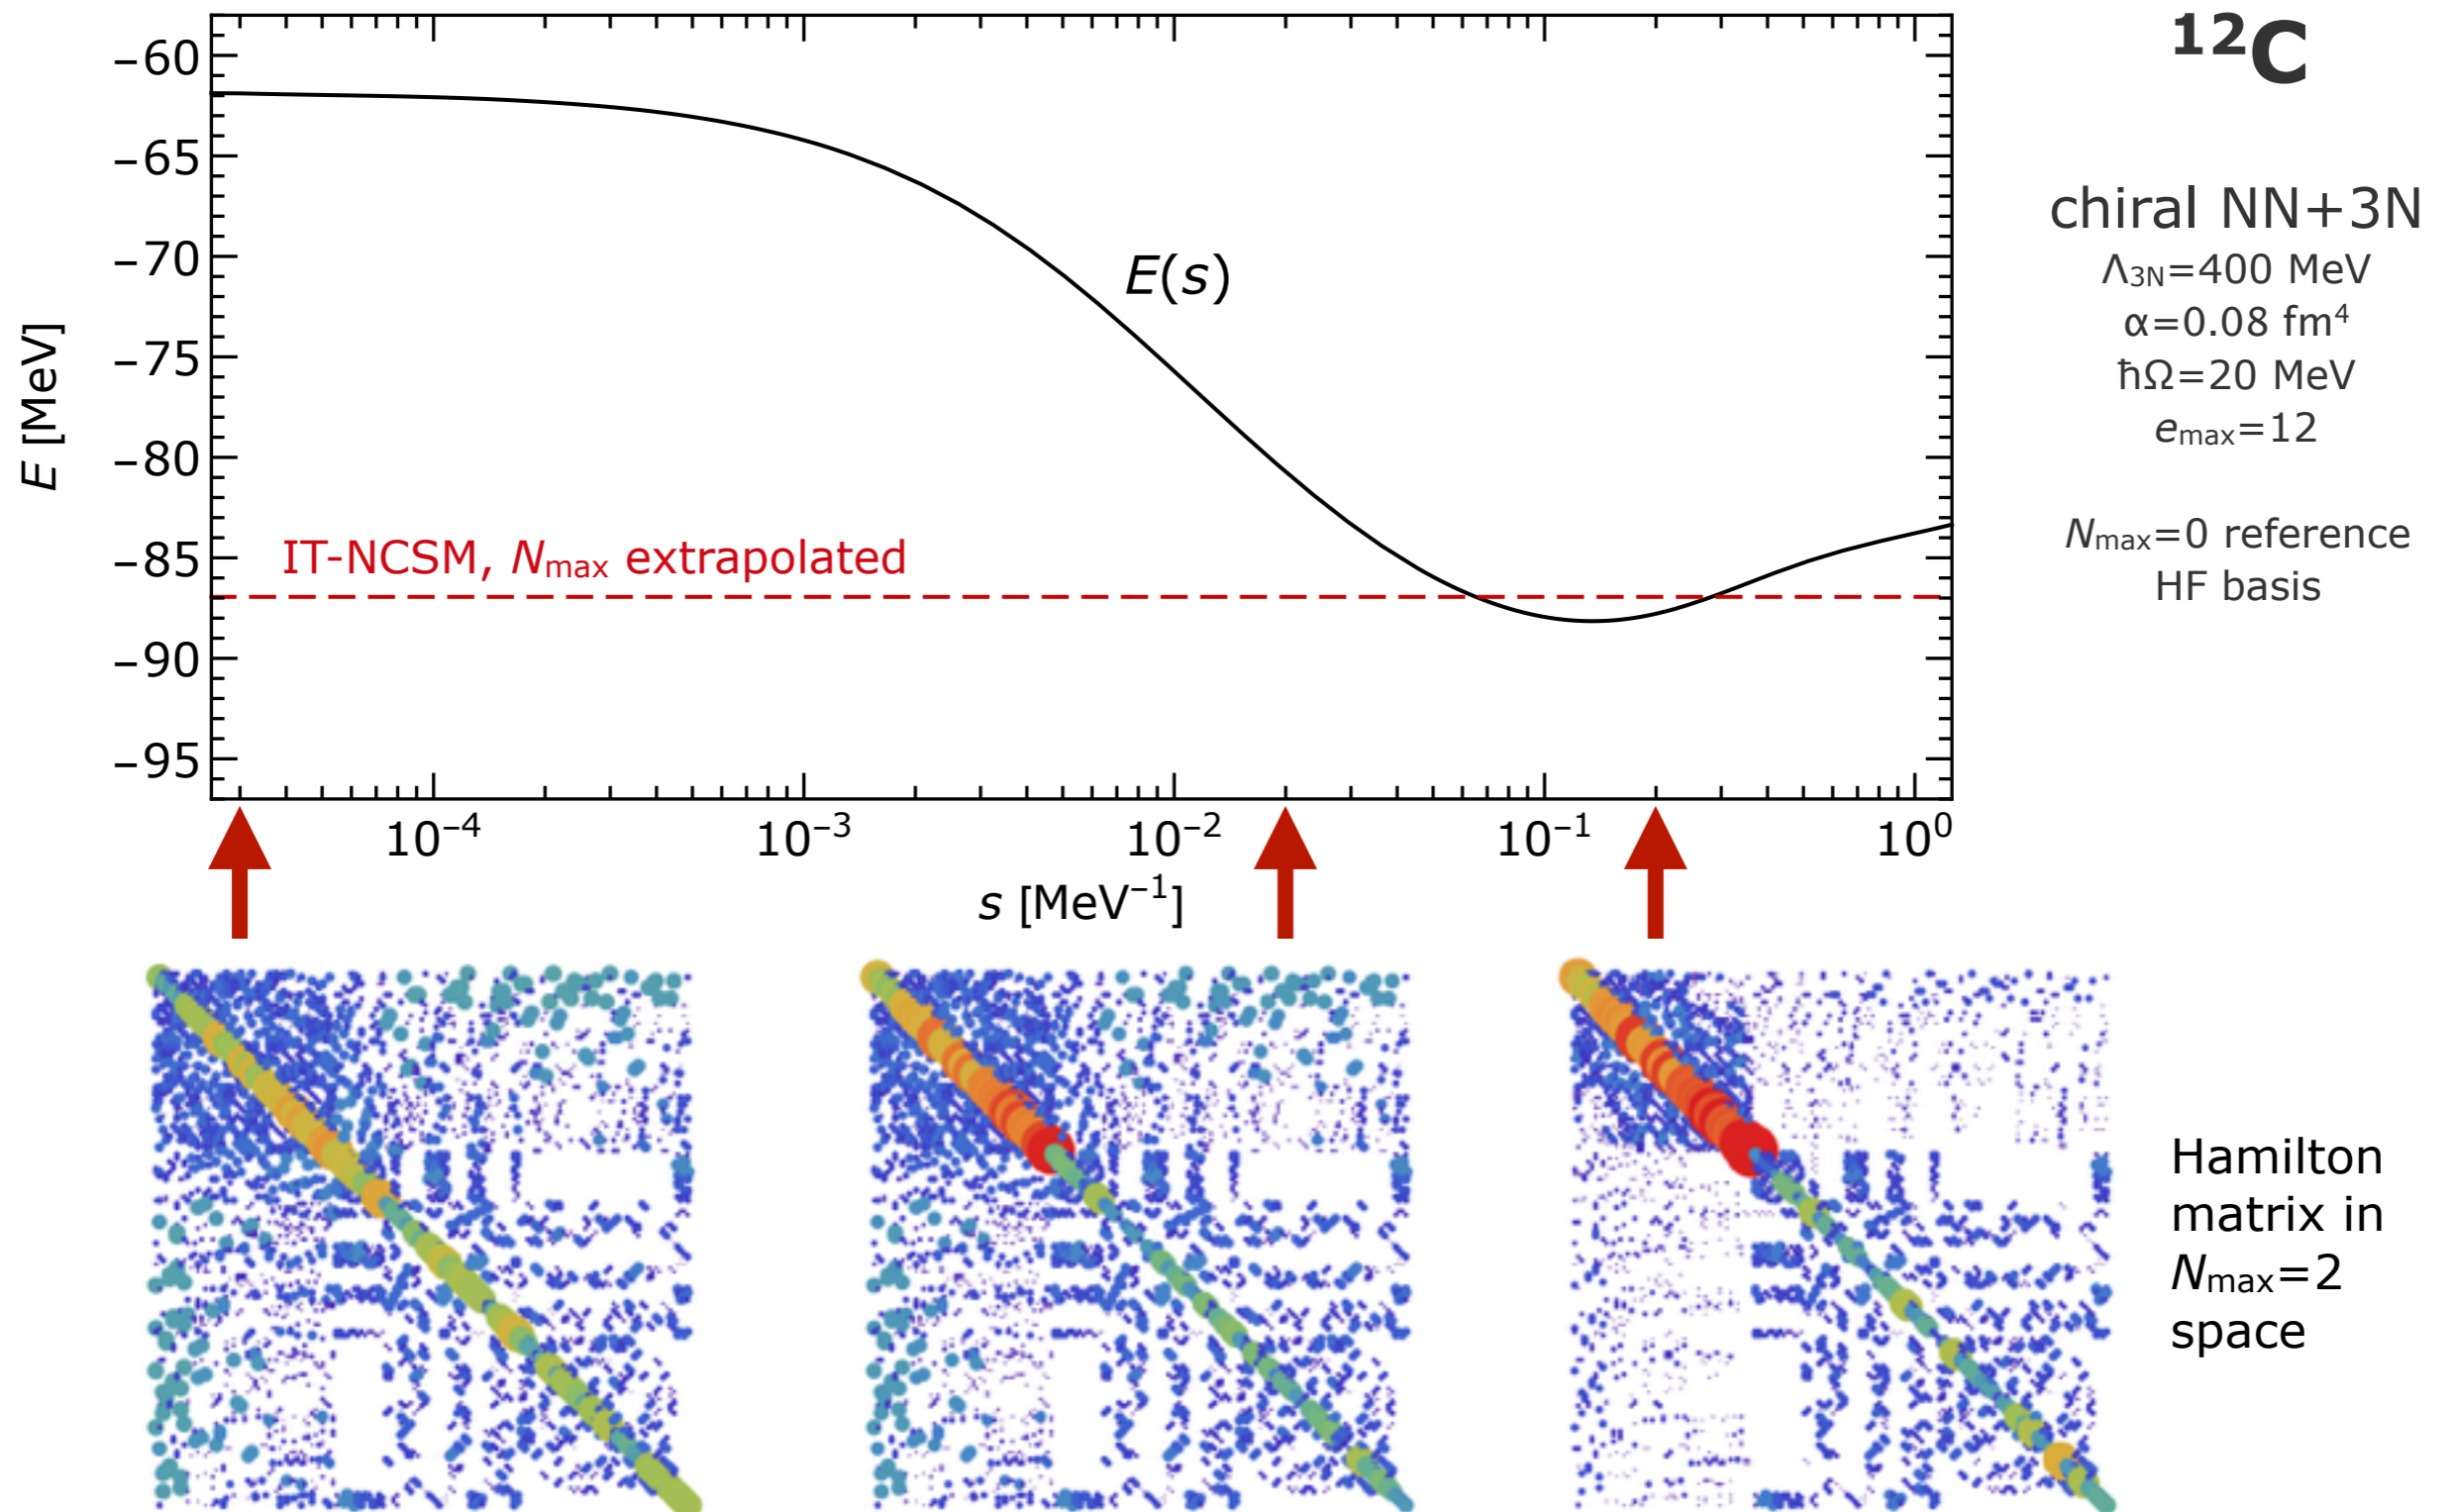 ¹²C
−60
−65
−70
−75
−80
−85
−90
−95
E [MeV]
E(s)
IT-NCSM, Nmax extrapolated
10⁻⁴
10⁻³
10⁻²
10⁻¹
10⁰
s [MeV⁻¹]
chiral NN+3N
Λ3N=400 MeV
α=0.08 fm⁴
ħΩ=20 MeV
emax=12
Nmax=0 reference
HF basis
Hamilton
matrix in
Nmax=2
space